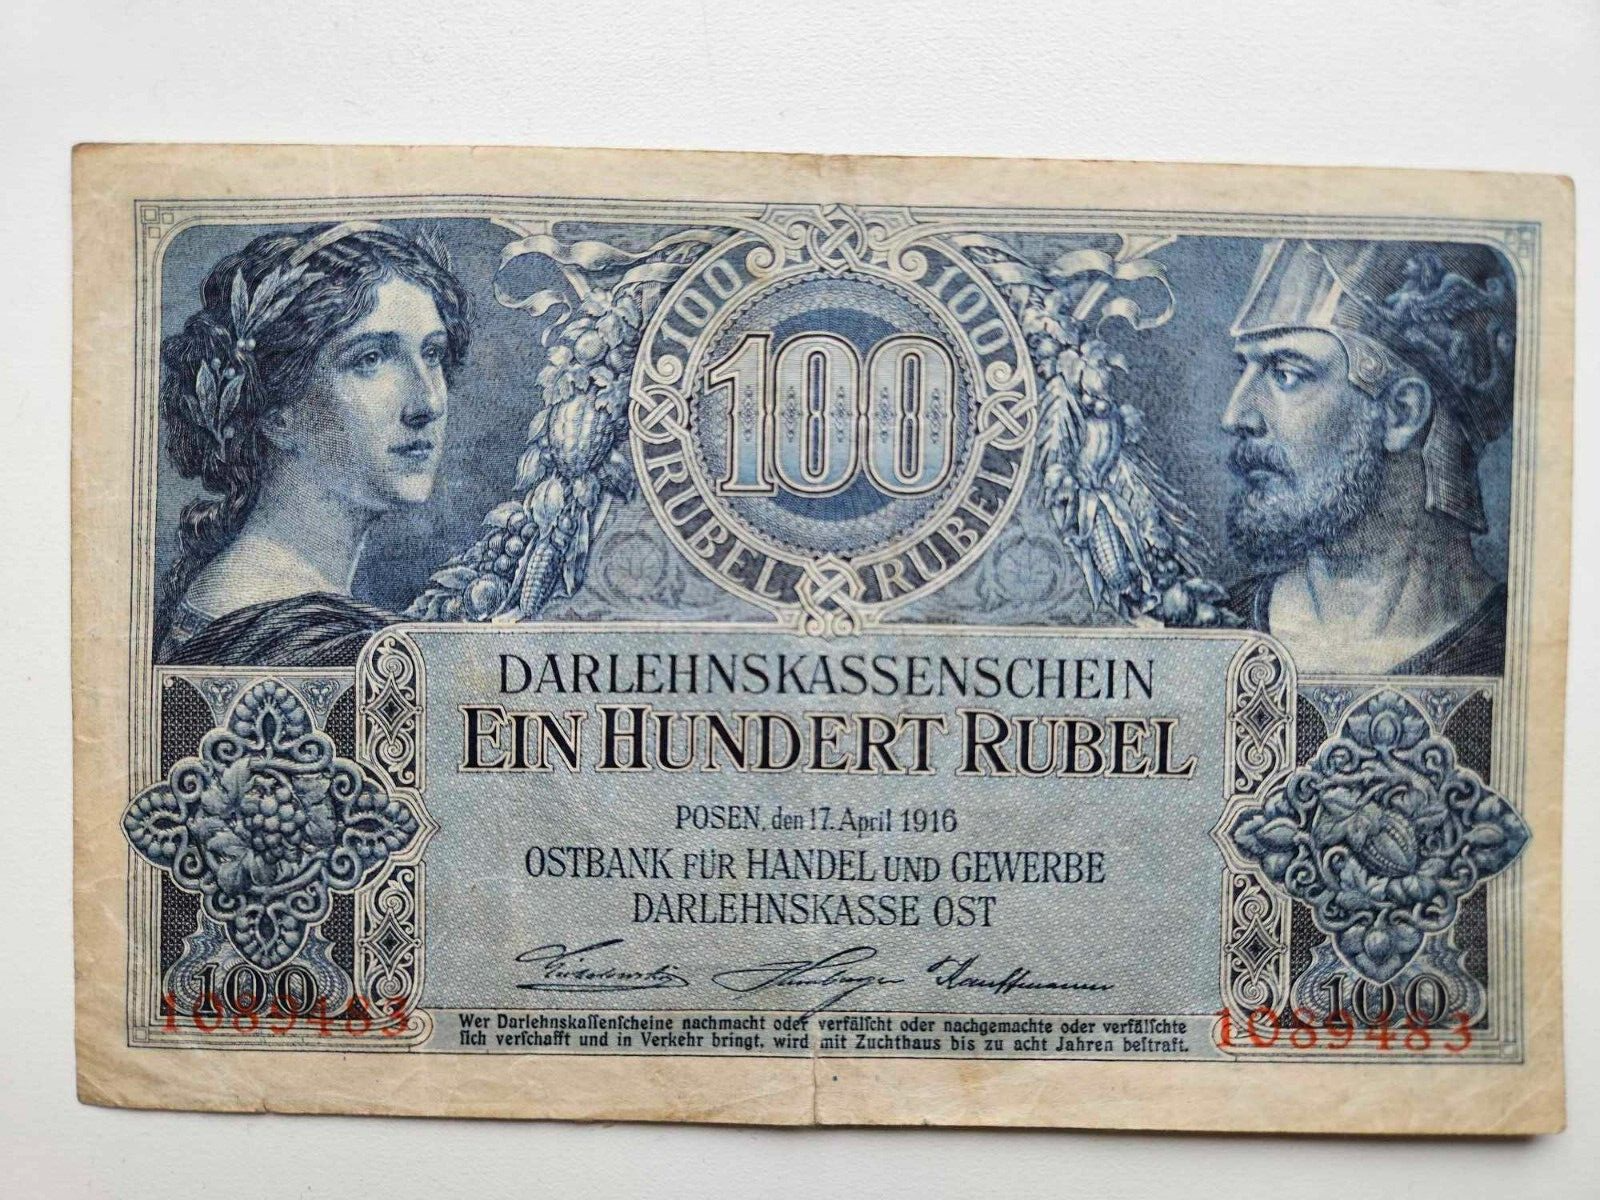 100 100
100
RUBEL RUBEL
DARLEHNSKASSENSCHEIN
EIN HUNDERT RUBEL
POSEN, den 17. April 1916
OSTBANK FÜR HANDEL UND GEWERBE
DARLEHNSKASSE OST
Kauffmann
100 100
1089483 1089483
Wer Darlehnskaſſenſcheine nachmacht oder verfälſcht oder nachgemachte oder verfälſchte
ſich verſchafft und in Verkehr bringt, wird mit Zuchthaus bis zu acht Jahren beſtraft.